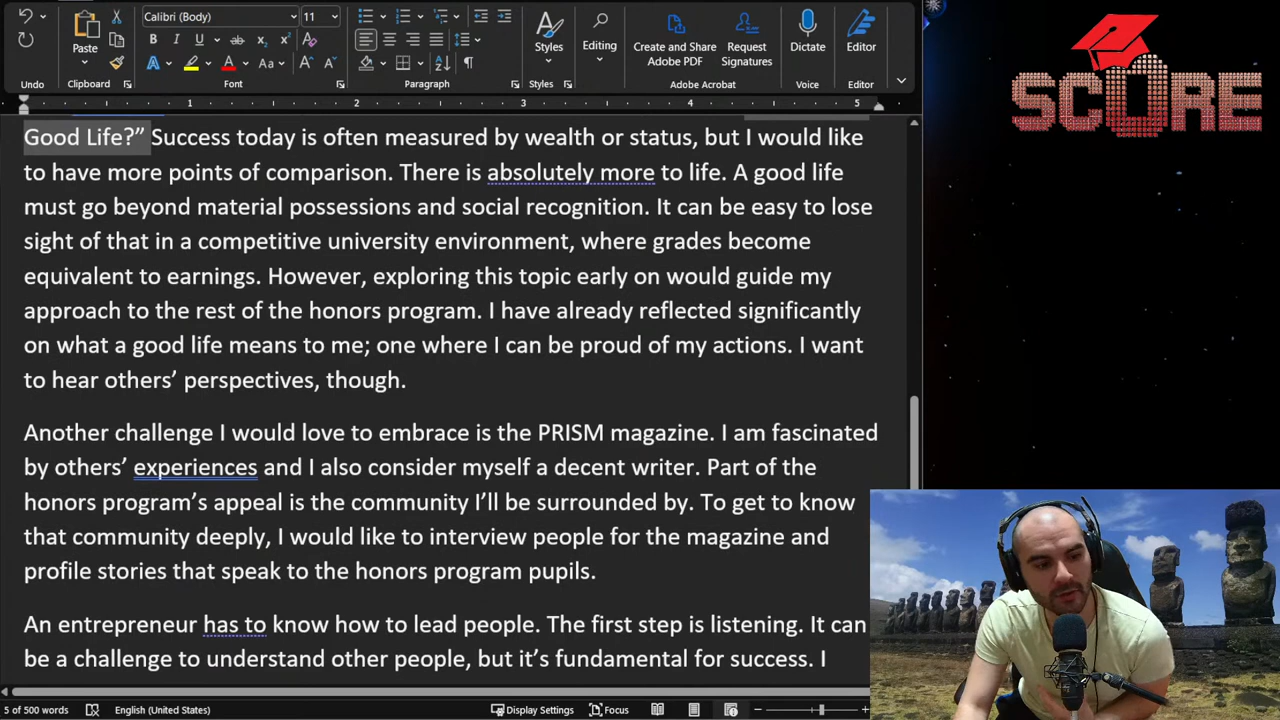 Calibri (Body) 11
Paste
Styles
Editing
Create and Share
Adobe PDF
Request
Signatures
Dictate
Editor
Undo
Clipboard
Font
Paragraph
Styles
Adobe Acrobat
Voice
Editor
1 2 3 4 5
Good Life?” Success today is often measured by wealth or status, but I would like
to have more points of comparison. There is absolutely more to life. A good life
must go beyond material possessions and social recognition. It can be easy to lose
sight of that in a competitive university environment, where grades become
equivalent to earnings. However, exploring this topic early on would guide my
approach to the rest of the honors program. I have already reflected significantly
on what a good life means to me; one where I can be proud of my actions. I want
to hear others’ perspectives, though.
Another challenge I would love to embrace is the PRISM magazine. I am fascinated
by others’ experiences and I also consider myself a decent writer. Part of the
honors program’s appeal is the community I’ll be surrounded by. To get to know
that community deeply, I would like to interview people for the magazine and
profile stories that speak to the honors program pupils.
An entrepreneur has to know how to lead people. The first step is listening. It can
be a challenge to understand other people, but it’s fundamental for success. I
5 of 500 words
English (United States)
Display Settings
Focus
SCORE